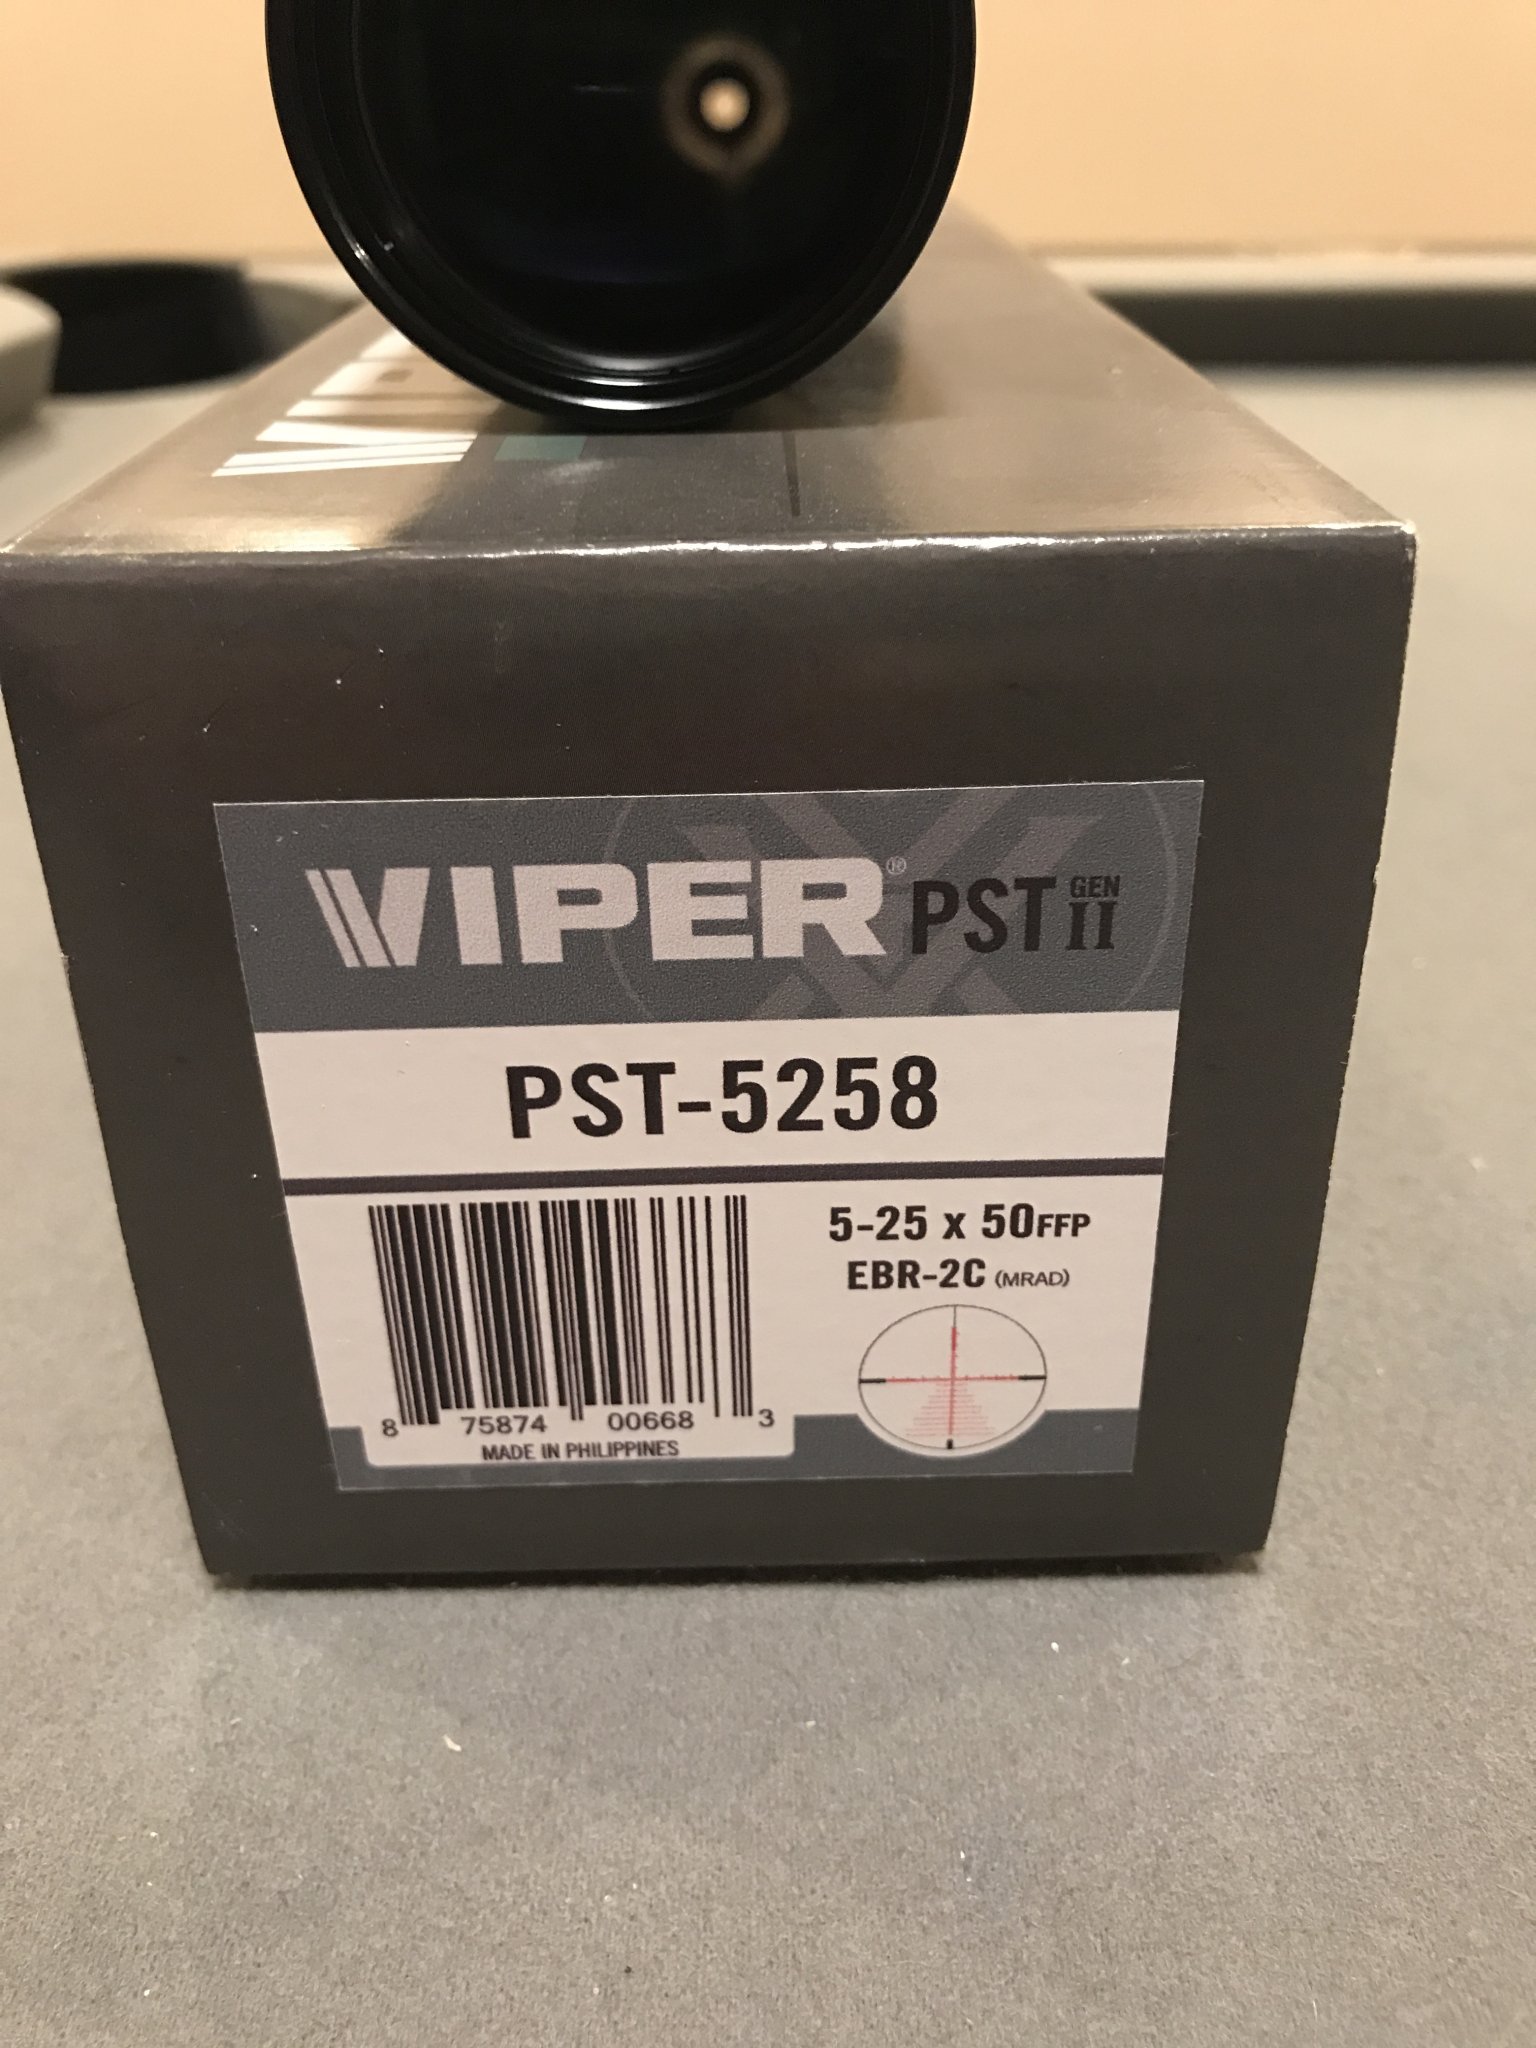 VIPER® PST GEN II
PST-5258
5-25 x 50FFP
EBR-2C (MRAD)
8 75874 00668 3
MADE IN PHILIPPINES